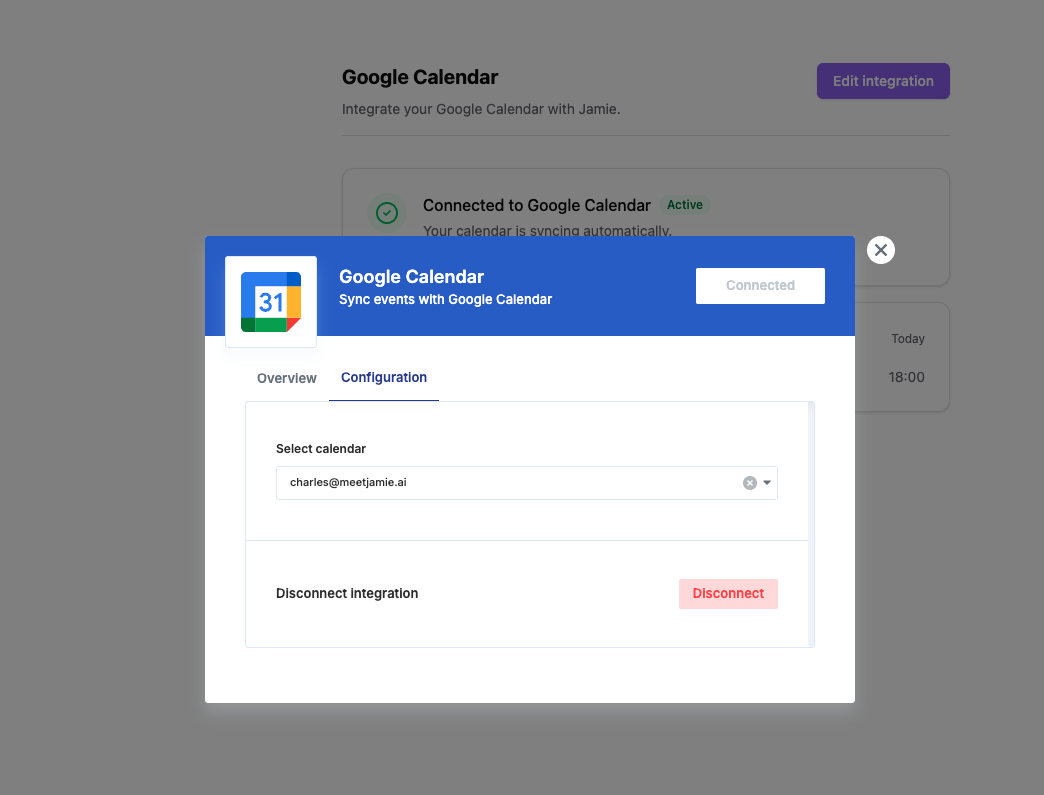 Google Calendar
Edit integration
Integrate your Google Calendar with Jamie.
Connected to Google Calendar
Active
Your calendar is syncing automatically.
31
Google Calendar
Sync events with Google Calendar
Connected
Today
18:00
Overview
Configuration
Select calendar
charles@meetjamie.ai
Disconnect integration
Disconnect